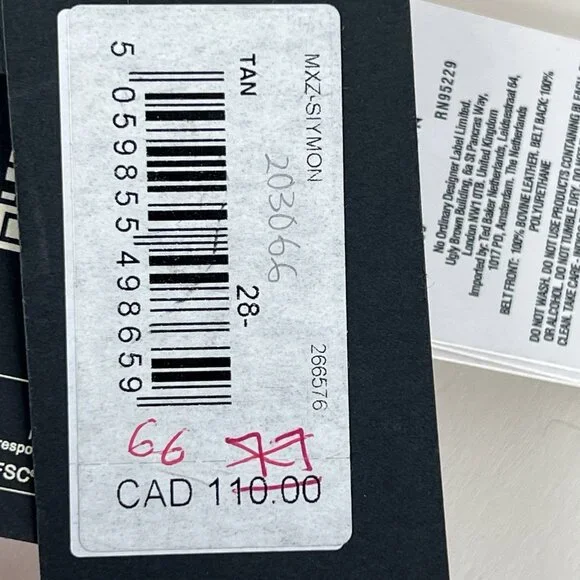 MXZ-SIYMON
266576
203066
TAN
28-
5 059855 498659
66
77
CAD 110.00
RN95229
No Ordinary Designer Label Limited,
Ugly Brown Building, 6a St Pancras Way,
London NW1 0TB, United Kingdom
Imported by: Ted Baker Netherlands, Leidsestraat 64,
1017 PD, Amsterdam, The Netherlands
BELT FRONT: 100% BOVINE LEATHER, BELT BACK: 100%
POLYURETHANE
DO NOT WASH. DO NOT USE PRODUCTS CONTAINING BLEACH
OR ALCOHOL. DO NOT TUMBLE DRY. DO
CLEAN. TAKE CARE -
respo
FSC